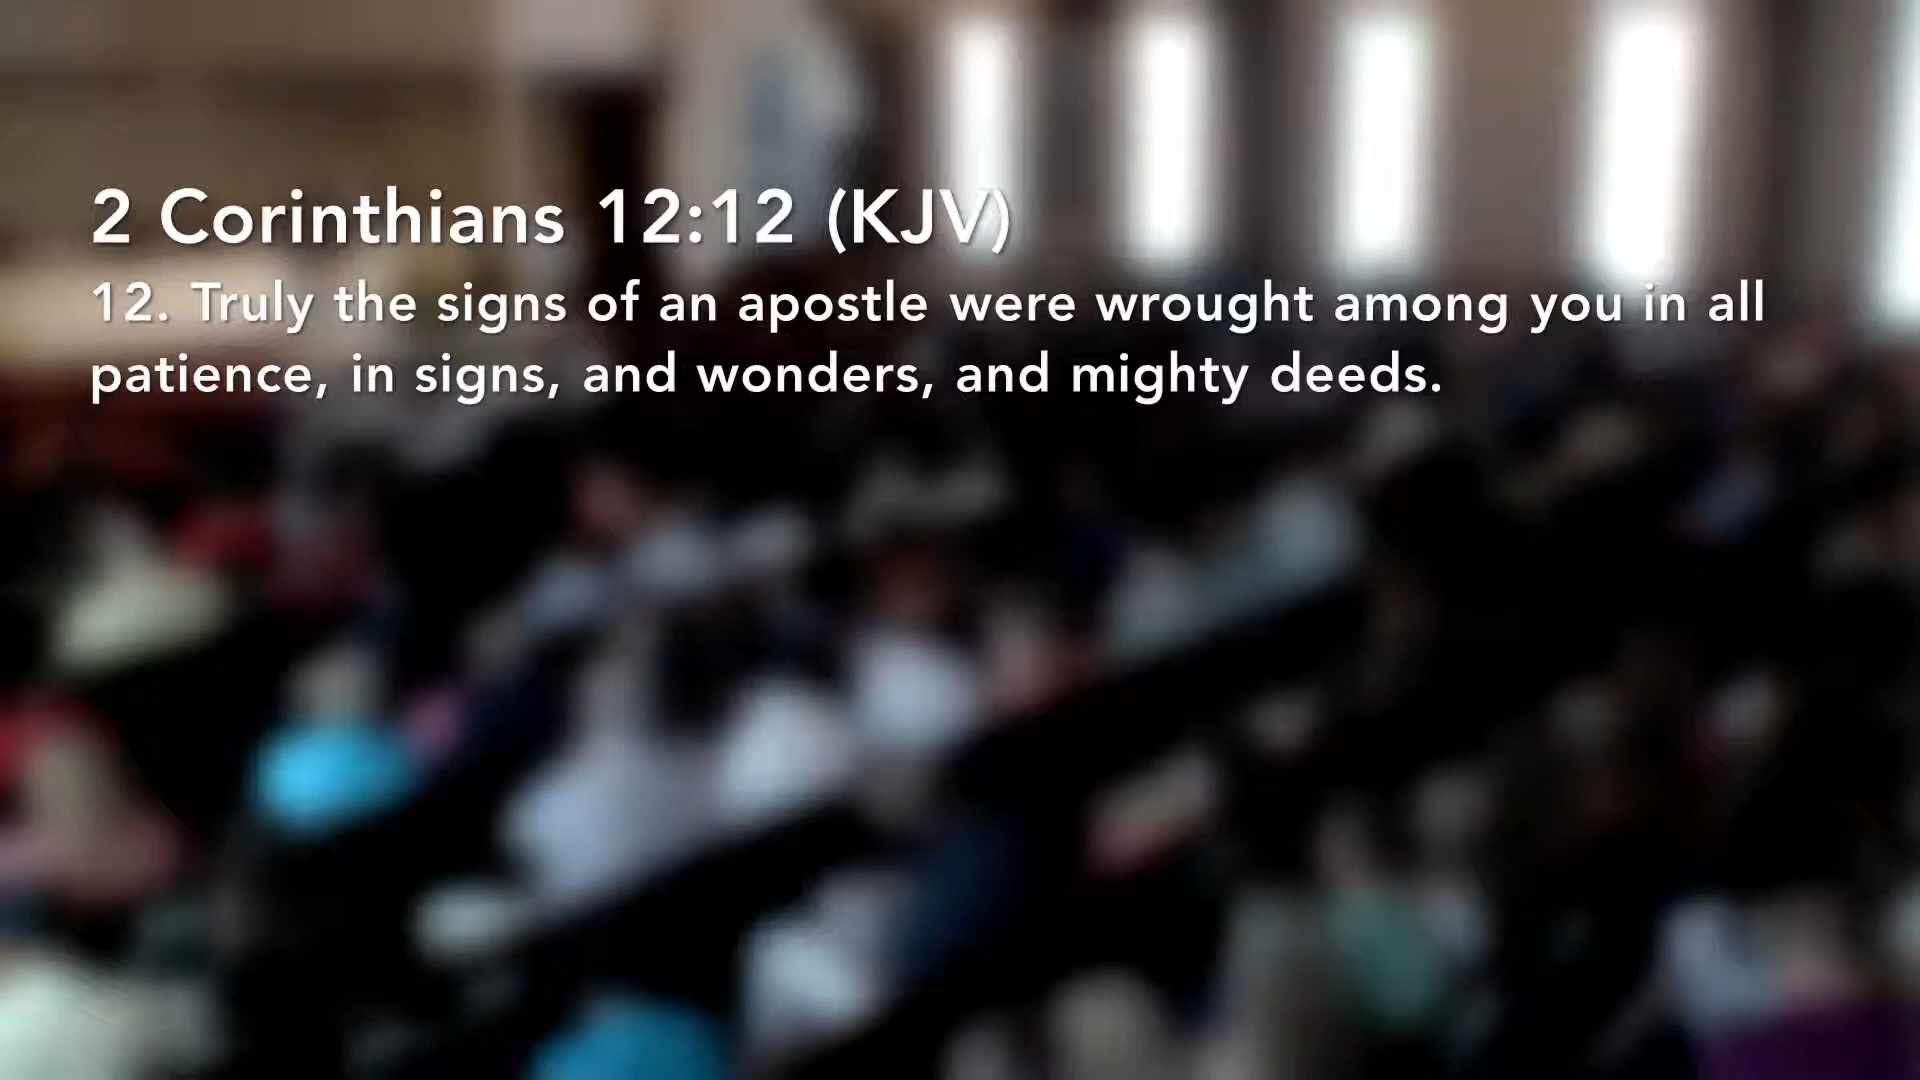 2 Corinthians 12:12 (KJV)
12. Truly the signs of an apostle were wrought among you in all
patience, in signs, and wonders, and mighty deeds.